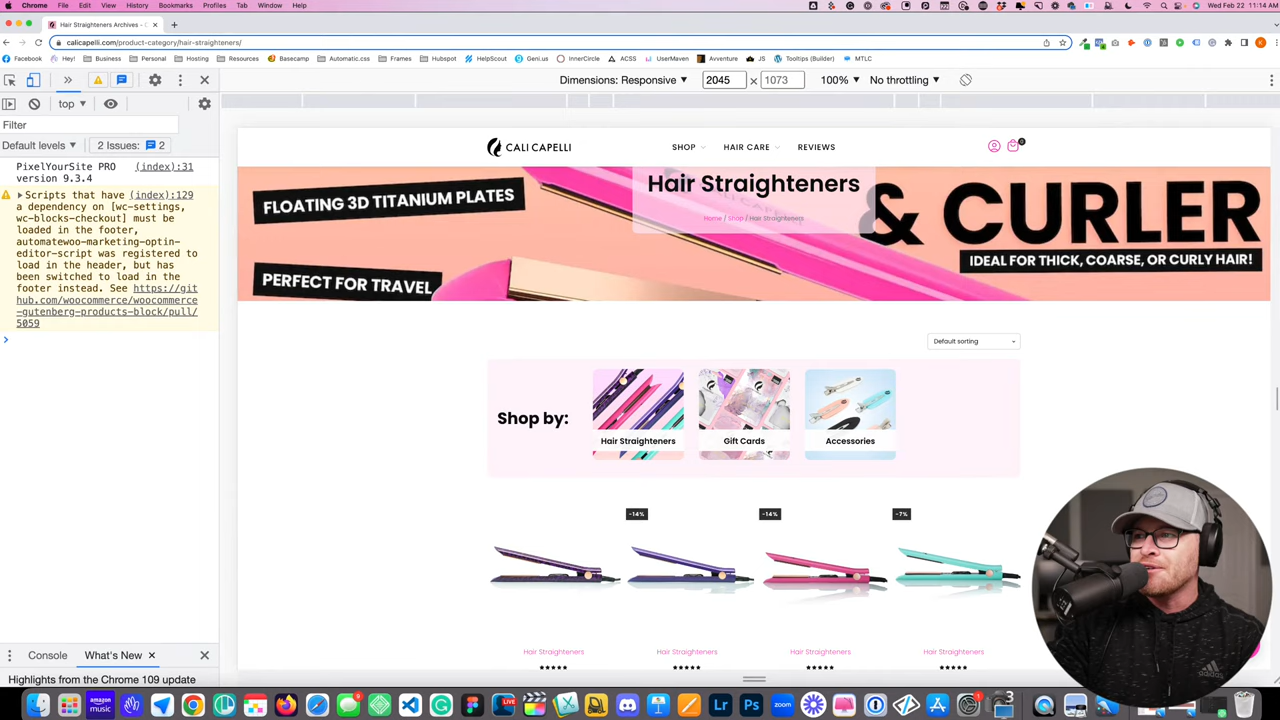 Chrome File Edit View History Bookmarks Profiles Tab Window Help
Wed Feb 22 11:14 AM
Hair Straighteners Archives - C
calicapelli.com/product-category/hair-straighteners/
Facebook Hey! Business Personal Hosting Resources Basecamp Automatic.css Frames Hubspot HelpScout Geni.us InnerCircle ACSS UserMaven Avventure JS Tooltips (Builder) MTLC
Dimensions: Responsive 2045 × 1073 100% No throttling
top
Filter
Default levels 2 Issues: 2
PixelYourSite PRO (index):31
version 9.3.4
Scripts that have (index):129
a dependency on [wc-settings,
wc-blocks-checkout] must be
loaded in the footer,
automatewoo-marketing-optin-
editor-script was registered to
load in the header, but has
been switched to load in the
footer instead. See https://git
hub.com/woocommerce/woocommerce
-gutenberg-products-block/pull/
5059
CALI CAPELLI
SHOP HAIR CARE REVIEWS
0
FLOATING 3D TITANIUM PLATES
PERFECT FOR TRAVEL
Hair Straighteners
Home / Shop / Hair Straighteners
& CURLER
IDEAL FOR THICK, COARSE, OR CURLY HAIR!
Default sorting
Shop by:
Hair Straighteners
Gift Cards
Accessories
-14%
-14%
-7%
Hair Straighteners
Hair Straighteners
Hair Straighteners
Hair Straighteners
Console What's New
Highlights from the Chrome 109 update